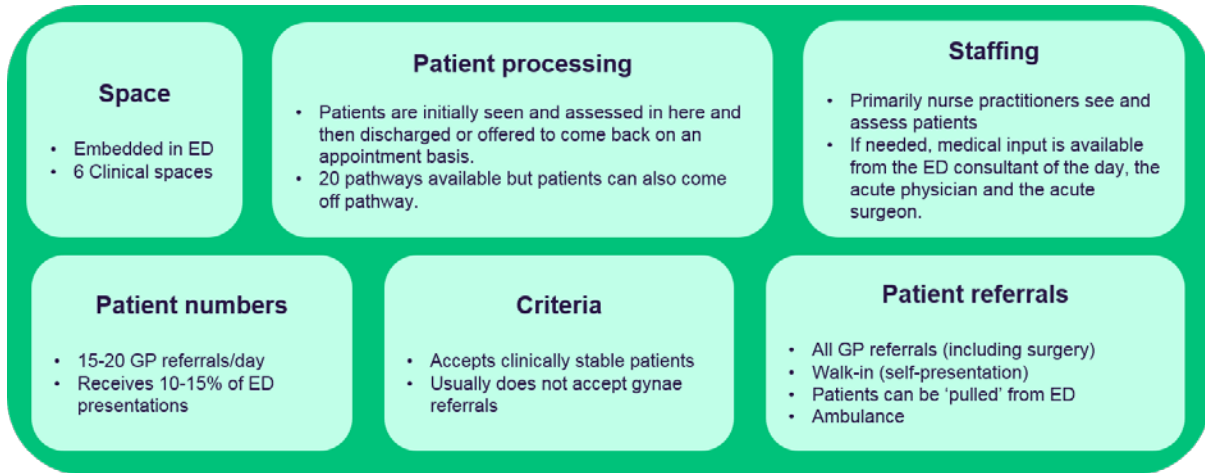 Space
• Embedded in ED
• 6 Clinical spaces
Patient processing
• Patients are initially seen and assessed in here and
then discharged or offered to come back on an
appointment basis.
• 20 pathways available but patients can also come
off pathway.
Staffing
• Primarily nurse practitioners see and
assess patients
• If needed, medical input is available
from the ED consultant of the day, the
acute physician and the acute
surgeon.
Patient numbers
• 15-20 GP referrals/day
• Receives 10-15% of ED
presentations
Criteria
• Accepts clinically stable patients
• Usually does not accept gynae
referrals
Patient referrals
• All GP referrals (including surgery)
• Walk-in (self-presentation)
• Patients can be ‘pulled’ from ED
• Ambulance